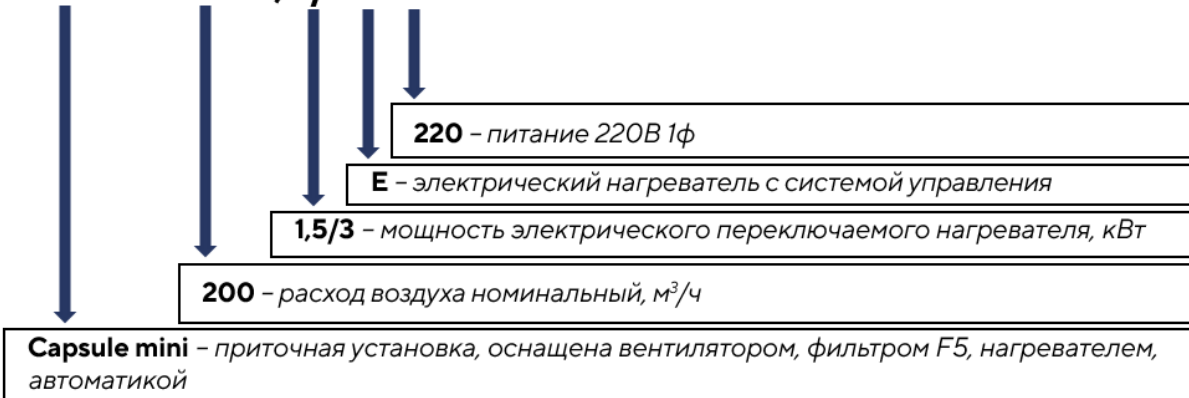 220 – питание 220В 1ф
E – электрический нагреватель с системой управления
1,5/3 – мощность электрического переключаемого нагревателя, кВт
200 – расход воздуха номинальный, м³/ч
Capsule mini – приточная установка, оснащена вентилятором, фильтром F5, нагревателем,
автоматикой